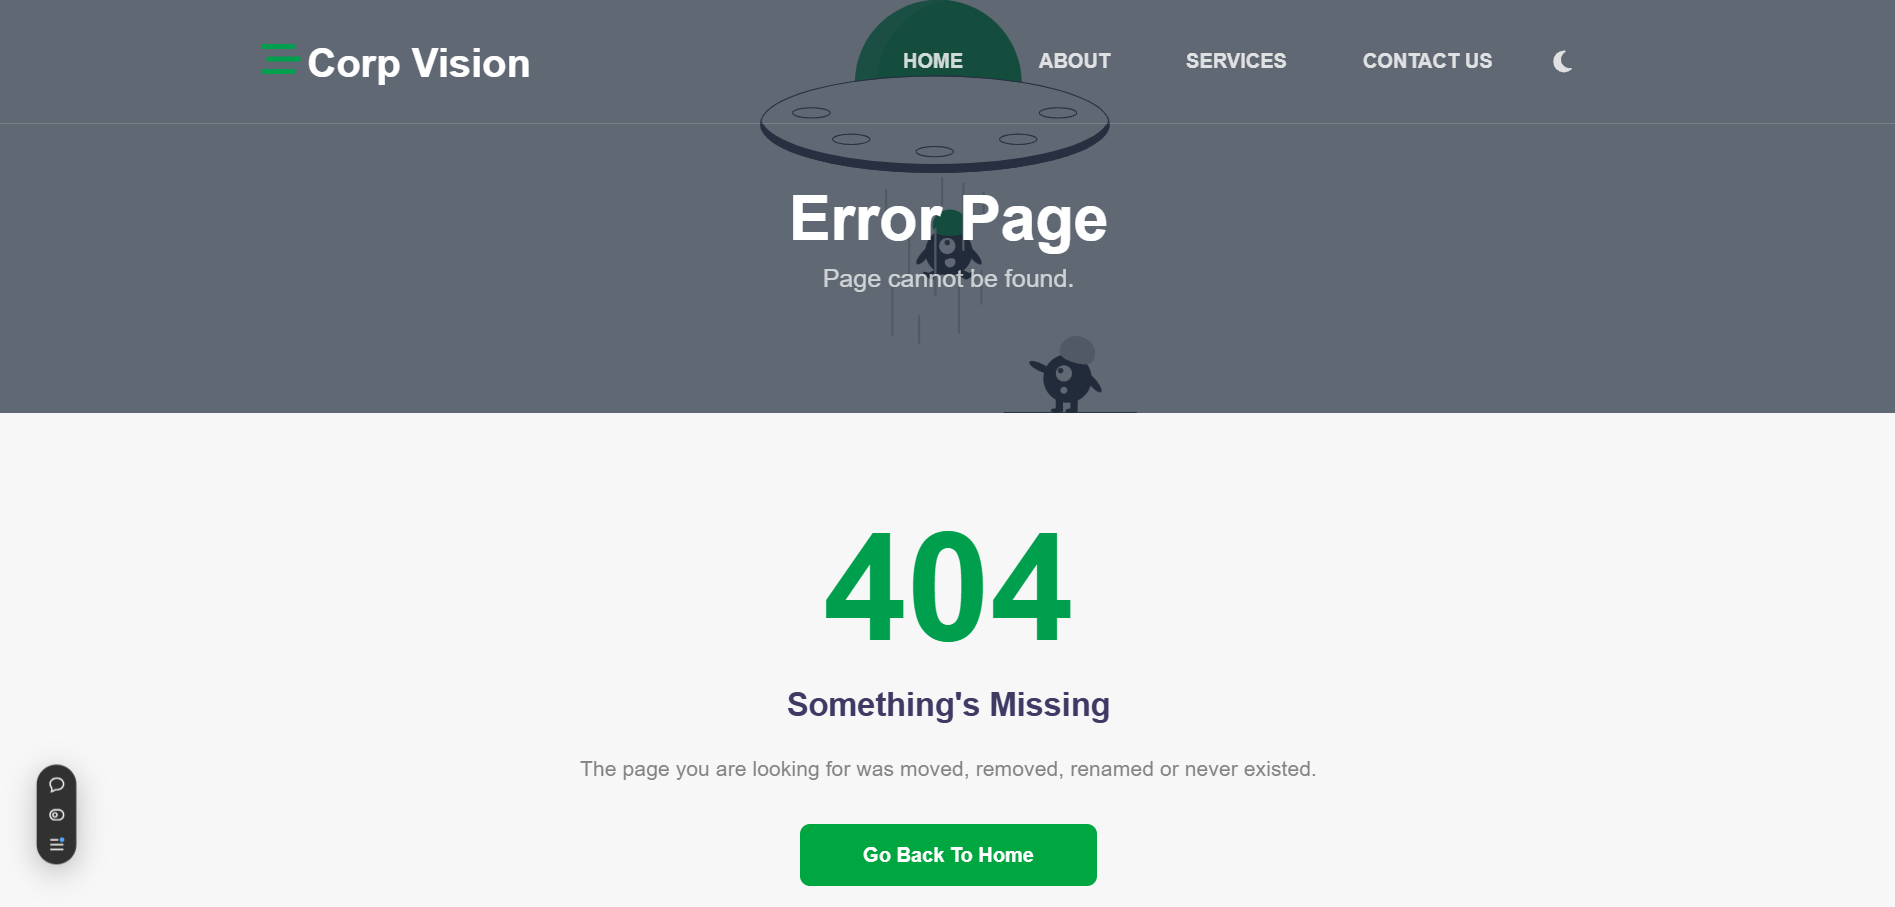 Corp Vision
HOME ABOUT SERVICES CONTACT US
Error Page
Page cannot be found.
404
Something's Missing
The page you are looking for was moved, removed, renamed or never existed.
Go Back To Home